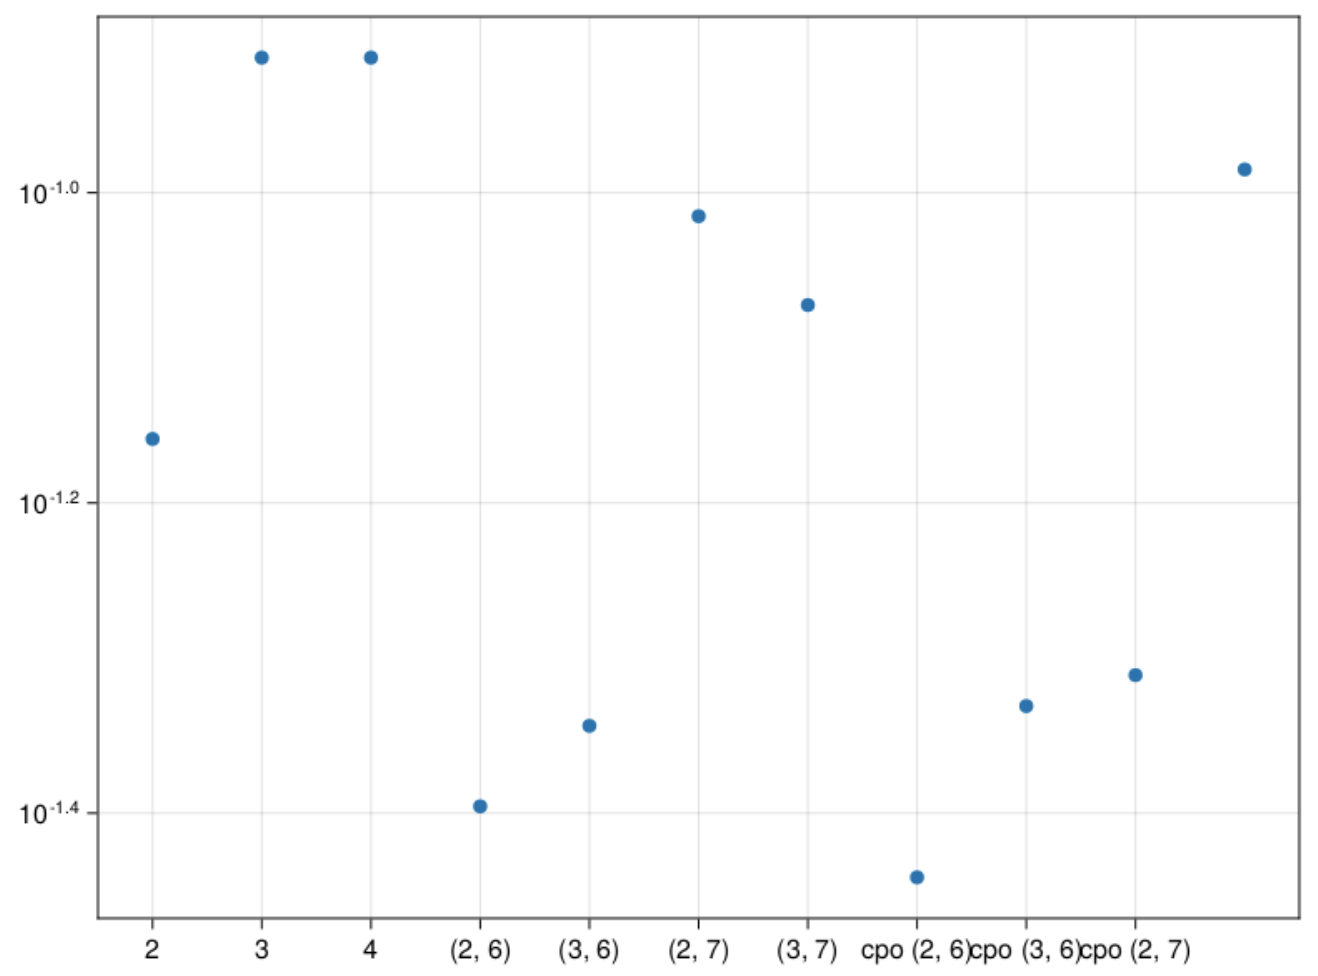 10^-1.0
10^-1.2
10^-1.4
2 3 4 (2, 6) (3, 6) (2, 7) (3, 7) cpo (2, 6) cpo (3, 6) cpo (2, 7)